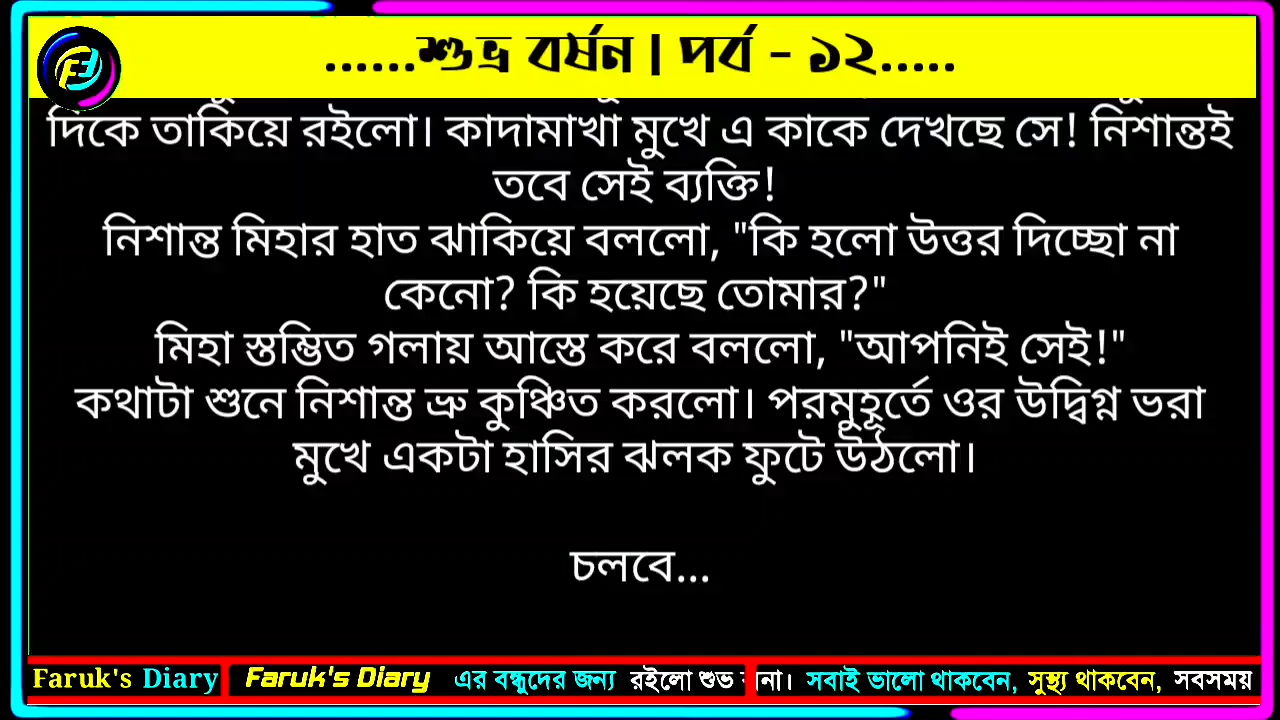 ......শুভ্র বর্ষন | পর্ব - ১২.....
দিকে তাকিয়ে রইলো। কাদামাখা মুখে এ কাকে দেখছে সে! নিশান্তই
তবে সেই ব্যক্তি!
নিশান্ত মিহার হাত ঝাকিয়ে বললো, "কি হলো উত্তর দিচ্ছো না
কেনো? কি হয়েছে তোমার?"
মিহা স্তম্ভিত গলায় আস্তে করে বললো, "আপনিই সেই!"
কথাটা শুনে নিশান্ত ভ্রু কুঞ্চিত করলো। পরমুহূর্তে ওর উদ্বিগ্ন ভরা
মুখে একটা হাসির ঝলক ফুটে উঠলো।
চলবে...
Faruk's Diary Faruk's Diary এর বন্ধুদের জন্য রইলো শুভ না। সবাই ভালো থাকবেন, সুস্থ্য থাকবেন, সবসময়